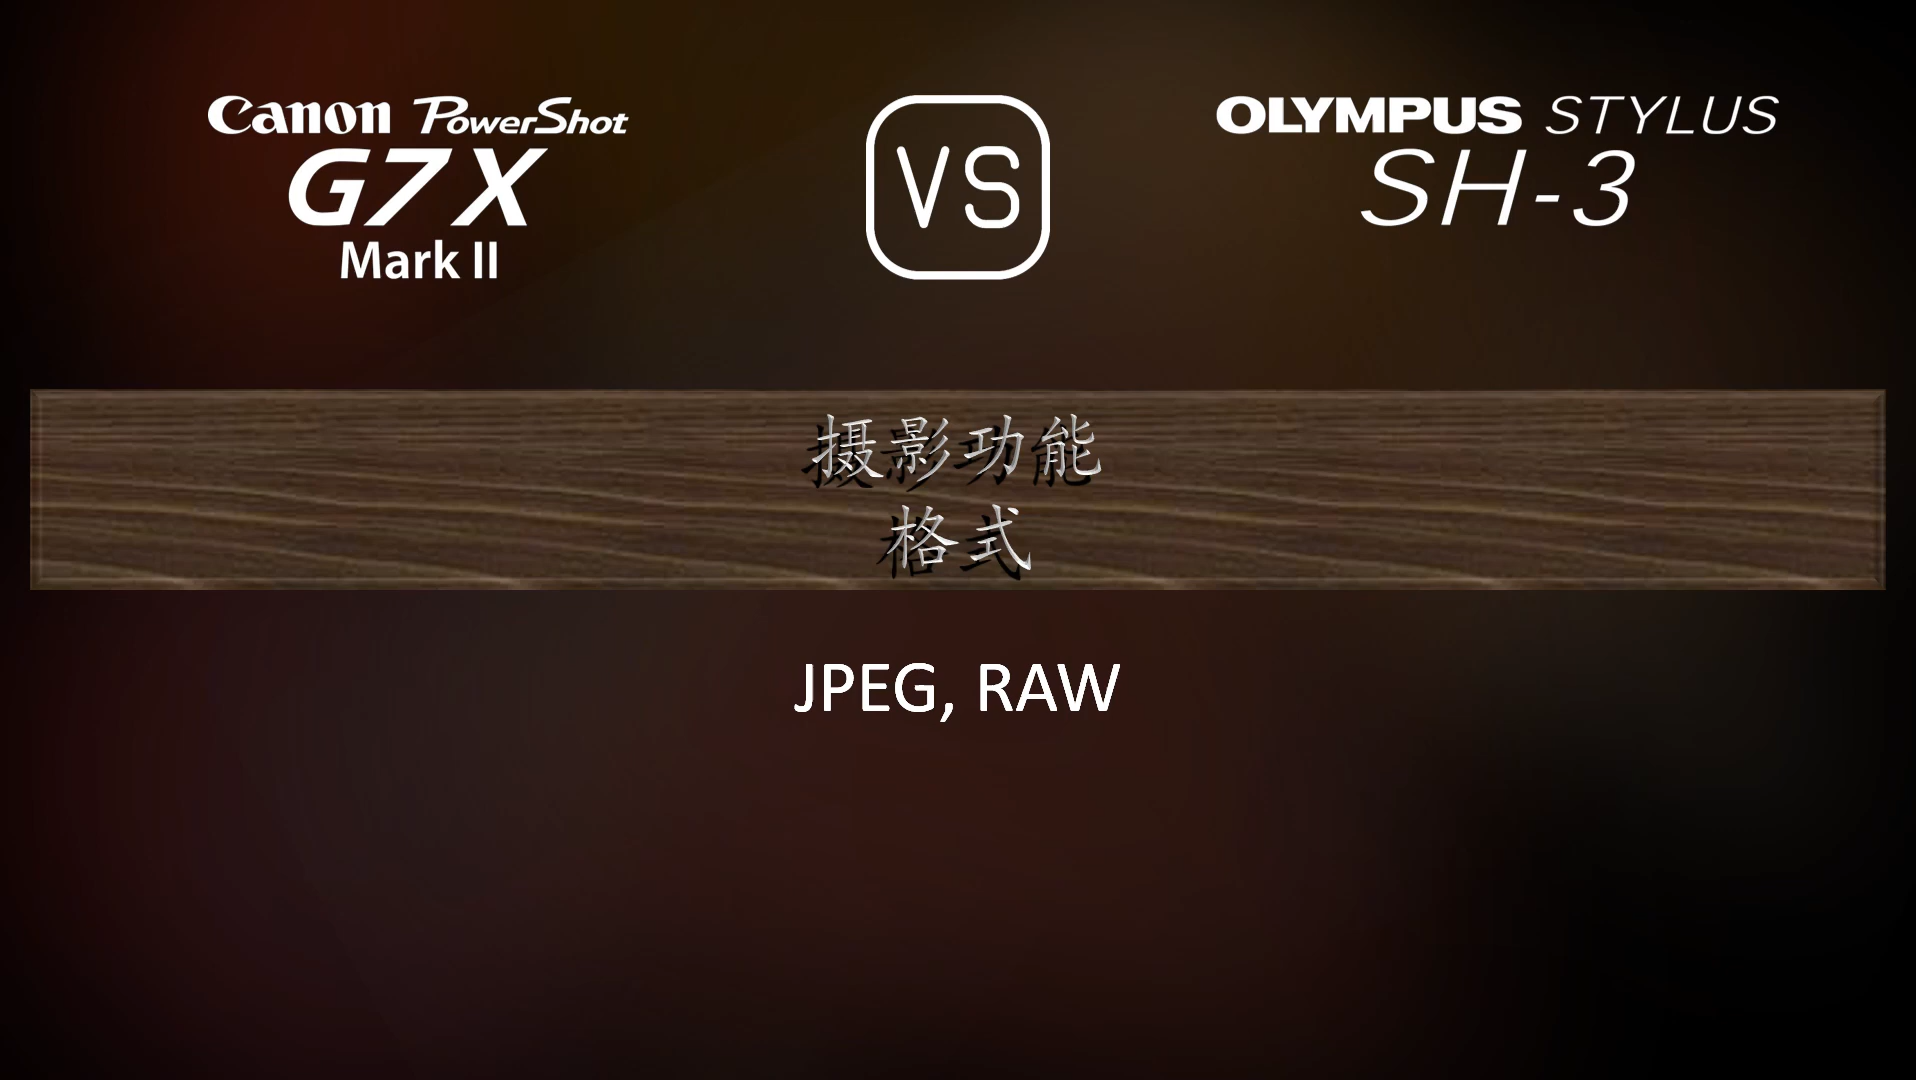 Canon PowerShot
G7X
Mark II
VS
OLYMPUS STYLUS
SH-3
摄影功能
格式
JPEG, RAW